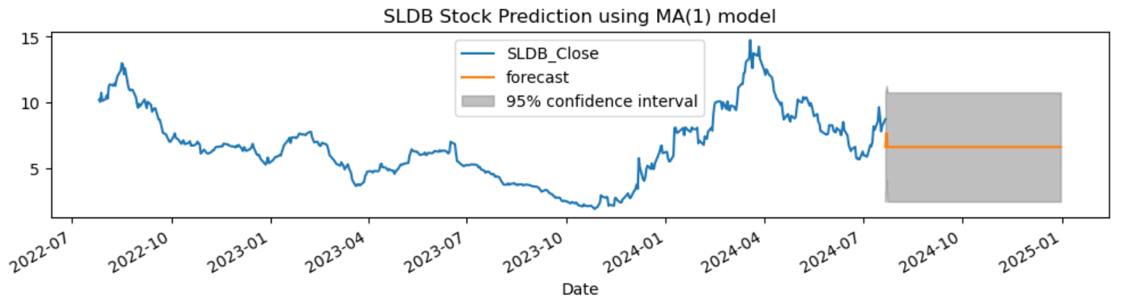 SLDB Stock Prediction using MA(1) model
15
10
5
SLDB_Close
forecast
95% confidence interval
2022-07
2022-10
2023-01
2023-04
2023-07
2023-10
2024-01
2024-04
2024-07
2024-10
2025-01
Date